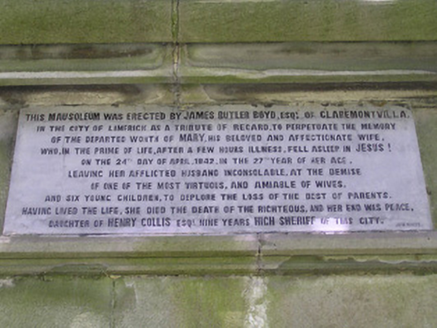 THIS MAUSOLEUM WAS ERECTED BY JAMES BUTLER BOYD, ESQR. OF CLAREMONTVILLA,
IN THE CITY OF LIMERICK, AS A TRIBUTE OF REGARD, TO PERPETUATE THE MEMORY
OF THE DEPARTED WORTH OF MARY, HIS BELOVED AND AFFECTIONATE WIFE,
WHO, IN THE PRIME OF LIFE, AFTER A FEW HOURS ILLNESS, FELL ASLEEP IN JESUS!
ON THE 24TH DAY OF APRIL, 1842, IN THE 27TH YEAR OF HER AGE,
LEAVING HER AFFLICTED HUSBAND INCONSOLABLE, AT THE DEMISE
OF ONE OF THE MOST VIRTUOUS, AND AMIABLE OF WIVES,
AND SIX YOUNG CHILDREN, TO DEPLORE THE LOSS OF THE BEST OF PARENTS.
HAVING LIVED THE LIFE, SHE DIED THE DEATH OF THE RIGHTEOUS, AND HER END WAS PEACE,
DAUGHTER OF HENRY COLLIS ESQR. NINE YEARS HIGH SHERIFF OF THIS CITY.